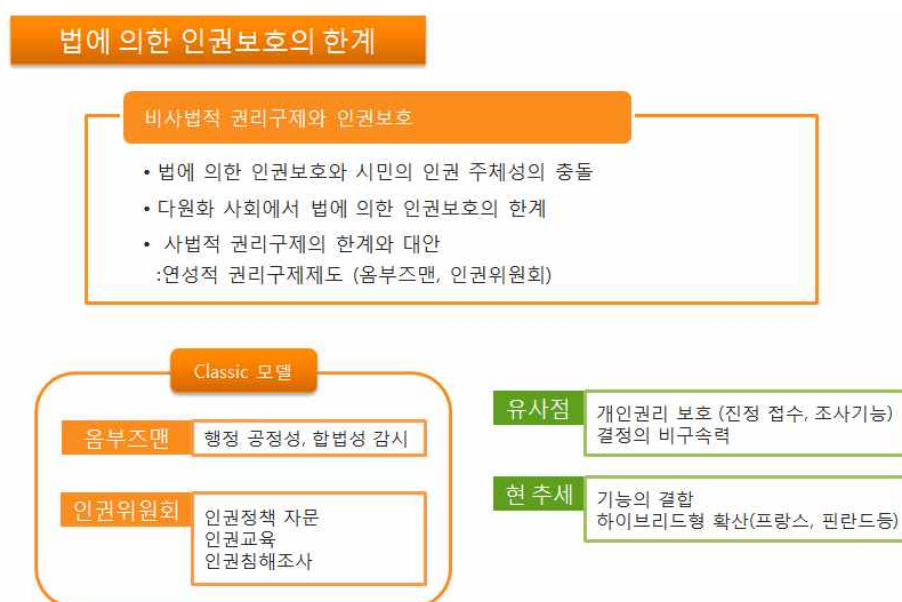 법에 의한 인권보호의 한계
비사법적 권리구제와 인권보호
• 법에 의한 인권보호와 시민의 인권 주체성의 충돌
• 다원화 사회에서 법에 의한 인권보호의 한계
• 사법적 권리구제의 한계와 대안
:연성적 권리구제제도 (옴부즈맨, 인권위원회)
Classic 모델
옴부즈맨
행정 공정성, 합법성 감시
인권위원회
인권정책 자문
인권교육
인권침해조사
유사점
개인권리 보호 (진정 접수, 조사기능)
결정의 비구속력
현 추세
기능의 결합
하이브리드형 확산(프랑스, 핀란드등)